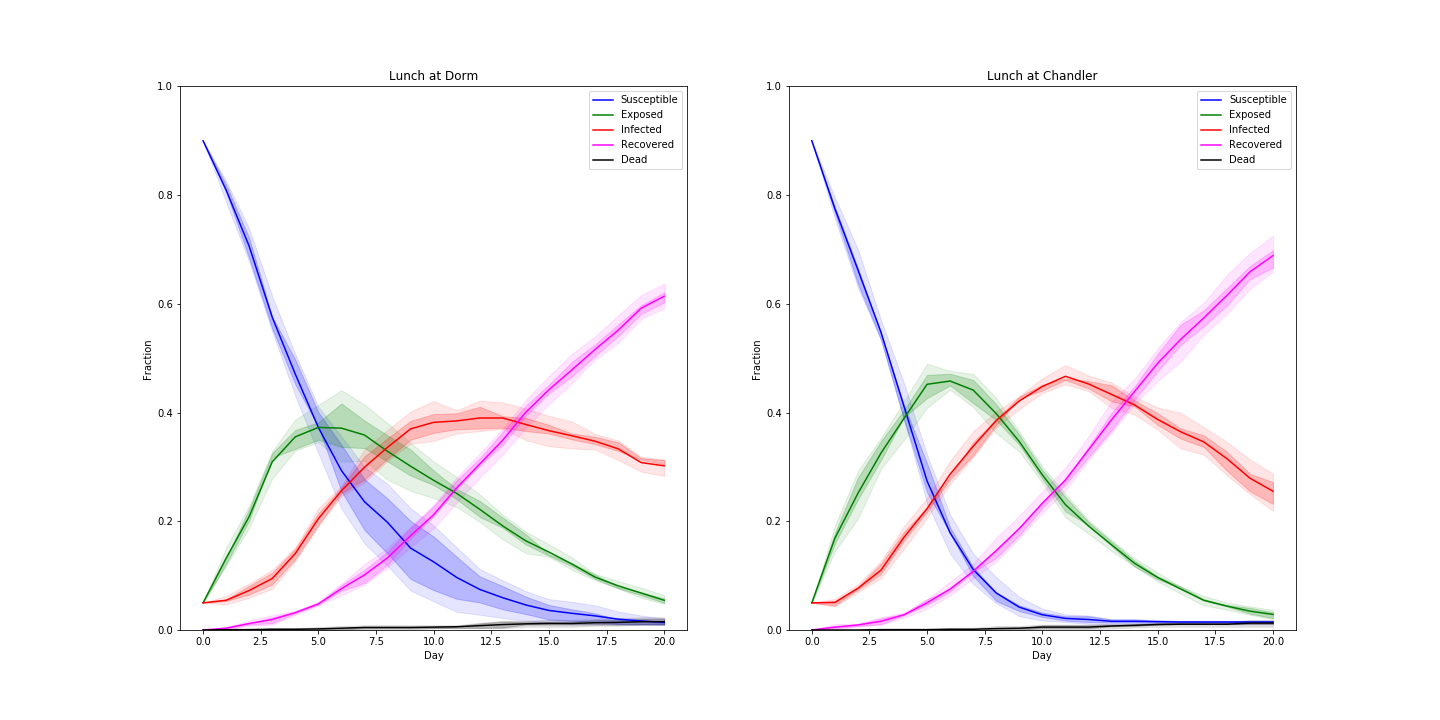 Lunch at Dorm
1.0
0.8
0.6
0.4
0.2
0.0
Fraction
0.0 2.5 5.0 7.5 10.0 12.5 15.0 17.5 20.0
Day
Susceptible
Exposed
Infected
Recovered
Dead
Lunch at Chandler
1.0
0.8
0.6
0.4
0.2
0.0
Fraction
0.0 2.5 5.0 7.5 10.0 12.5 15.0 17.5 20.0
Day
Susceptible
Exposed
Infected
Recovered
Dead